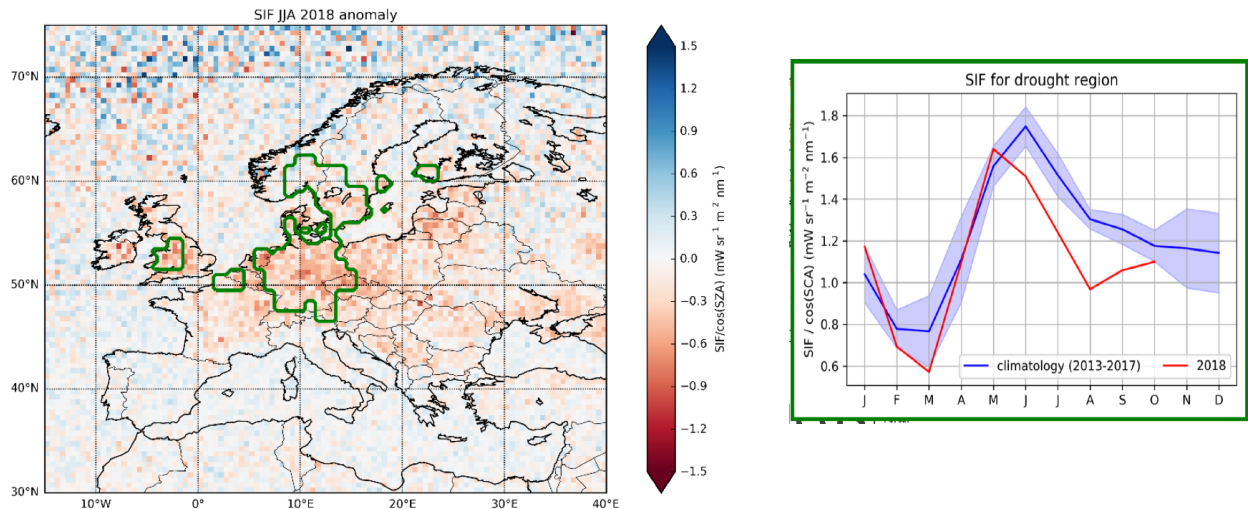 SIF JJA 2018 anomaly
70°N
60°N
50°N
40°N
30°N
10°W
0°
10°E
20°E
30°E
40°E
1.5
1.2
0.9
0.6
0.3
0.0
−0.3
−0.6
−0.9
−1.2
−1.5
SIF/cos(SZA) (mW sr⁻¹ m⁻² nm⁻¹)
SIF for drought region
1.8
1.6
1.4
1.2
1.0
0.8
0.6
SIF / cos(SCA) (mW sr⁻¹ m⁻² nm⁻¹)
climatology (2013-2017)
2018
J F M A M J J A S O N D